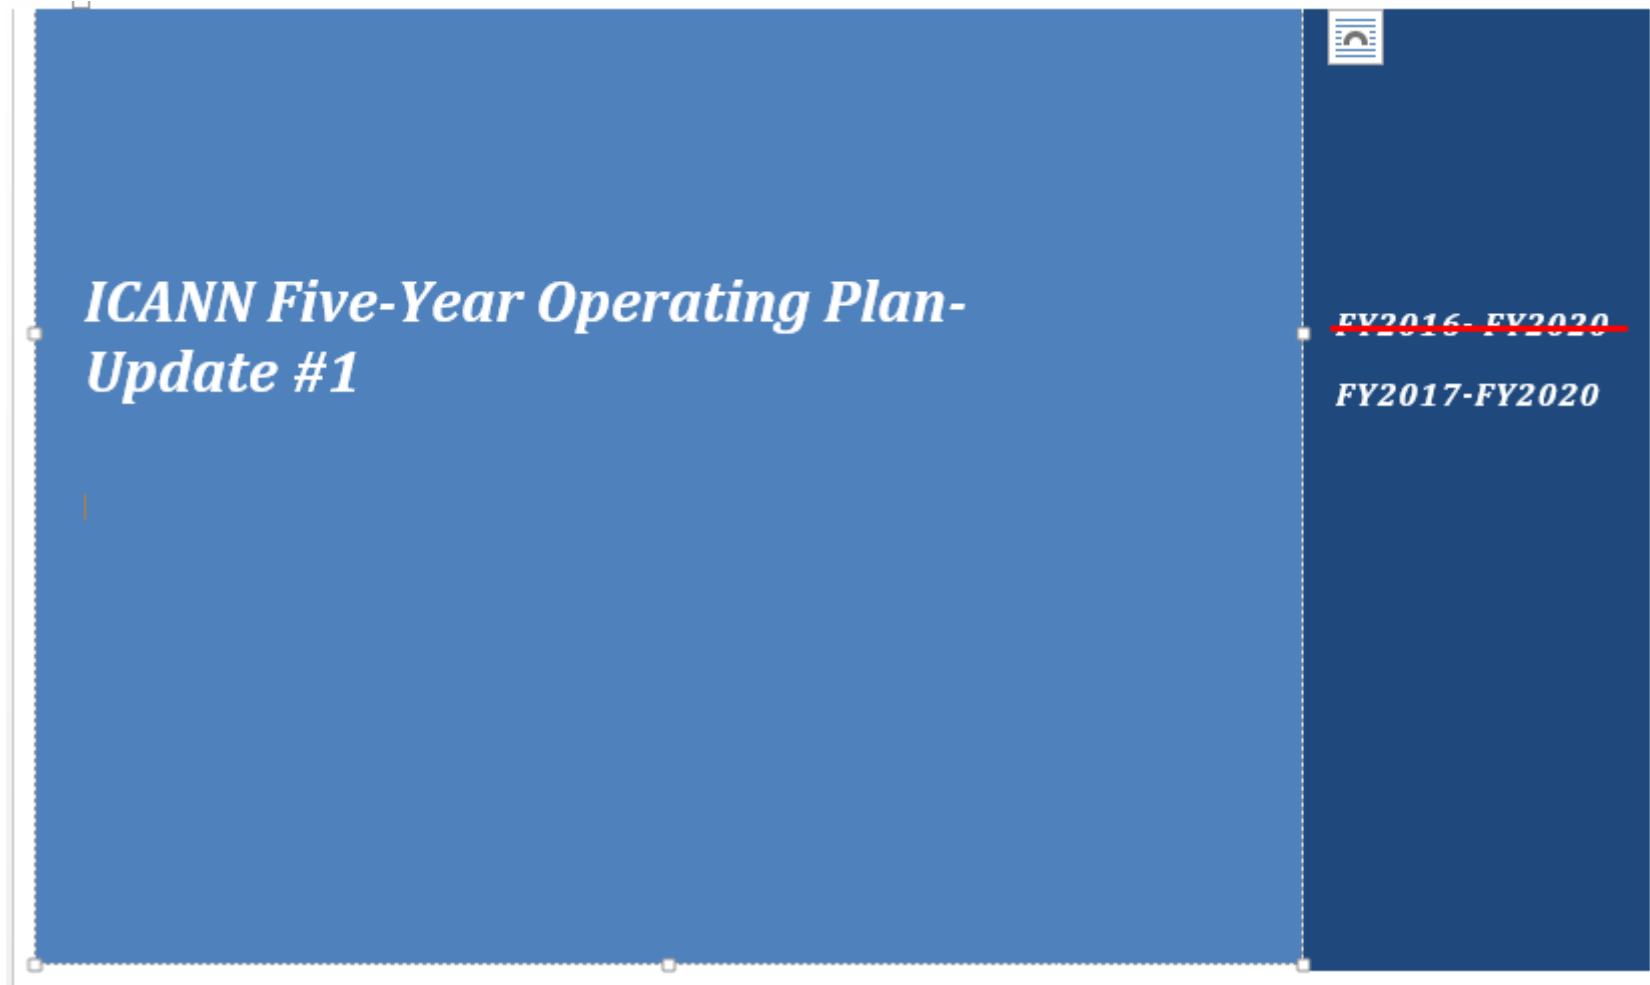 ICANN Five-Year Operating Plan-
Update #1
FY2016- FY2020
FY2017-FY2020